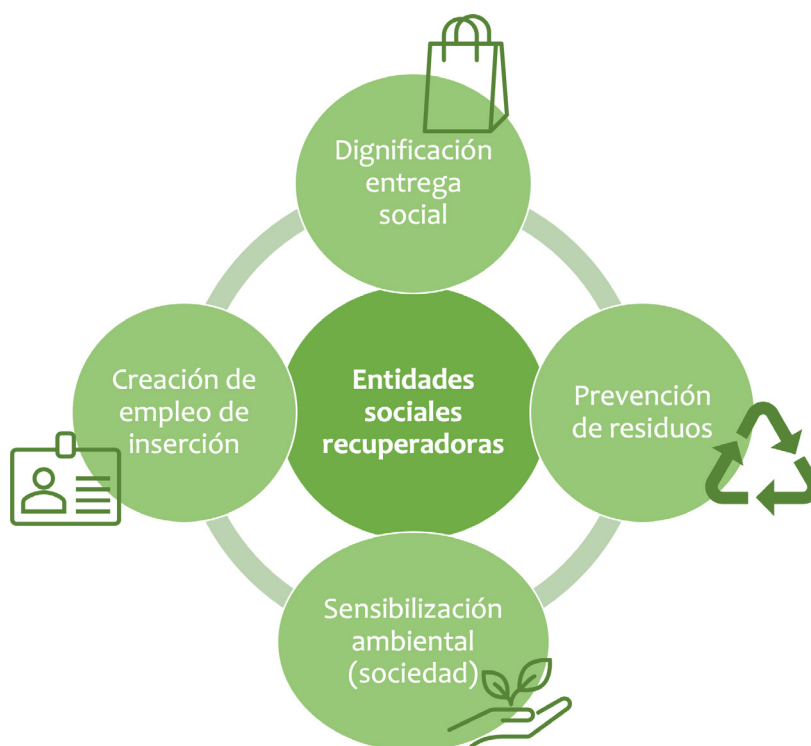 Dignificación
entrega
social
Creación de
empleo de
inserción
Entidades
sociales
recuperadoras
Prevención
de residuos
Sensibilización
ambiental
(sociedad)